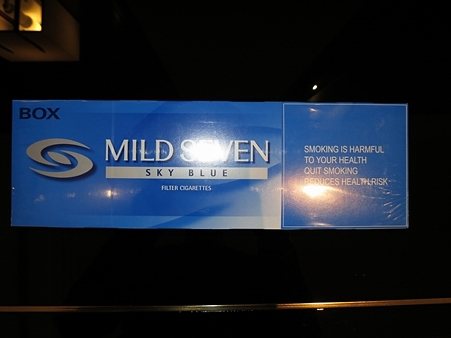 BOX
MILD SEVEN
SKY BLUE
FILTER CIGARETTES
SMOKING IS HARMFUL
TO YOUR HEALTH
QUIT SMOKING
REDUCES HEALTH RISK